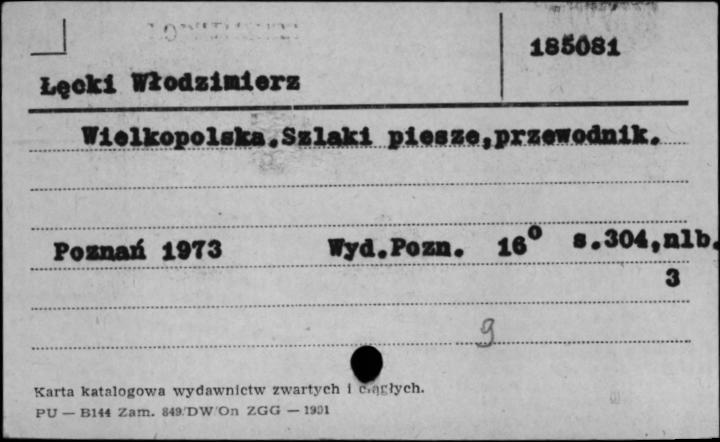 185081
Łęcki Włodzimierz
Wielkopolska.Szlaki piesze,przewodnik.
Poznań 1973 Wyd.Pozn. 16° s.304,nlb.
3
9
Karta katalogowa wydawnictw zwartych i ciągłych.
PU — B144 Zam. 849/DW/On ZGG — 1901